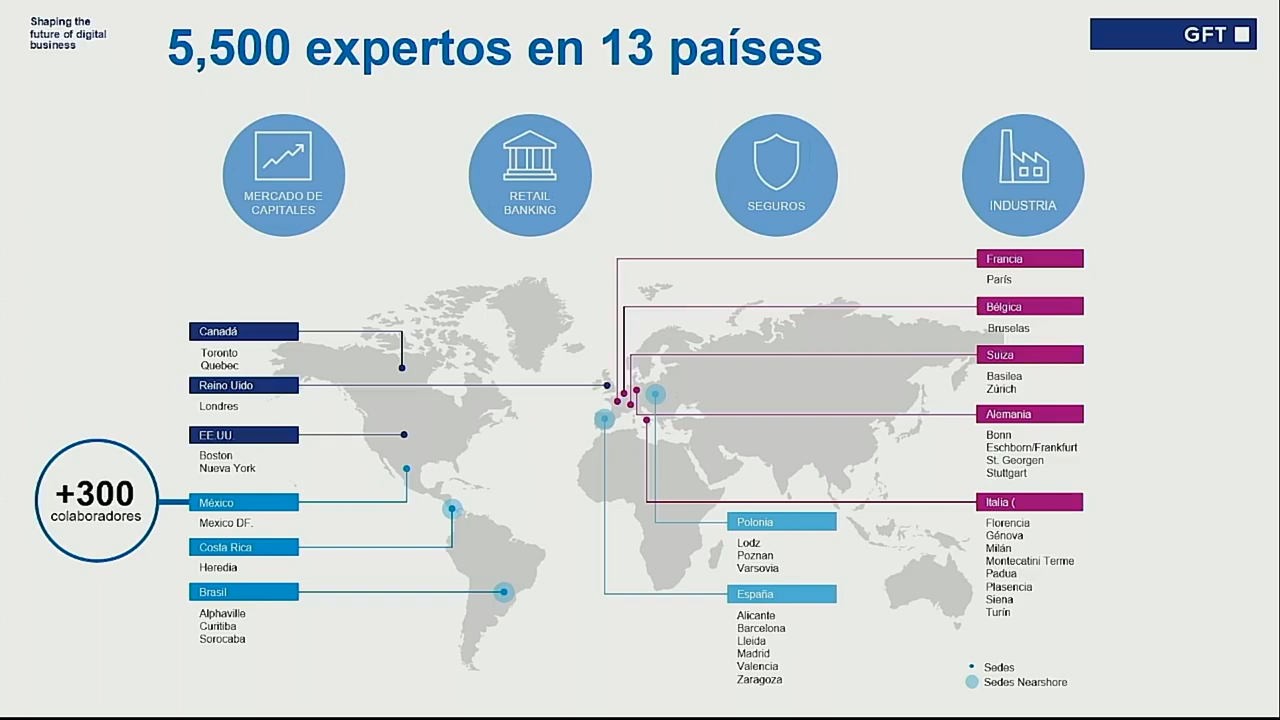 Shaping the
future of digital
business
5,500 expertos en 13 países
GFT
MERCADO DE
CAPITALES
RETAIL
BANKING
SEGUROS
INDUSTRIA
Canadá
Toronto
Quebec
Reino Uido
Londres
EE.UU.
Boston
Nueva York
+300
colaboradores
México
Mexico DF.
Costa Rica
Heredia
Brasil
Alphaville
Curitiba
Sorocaba
Polonia
Lodz
Poznan
Varsovia
España
Alicante
Barcelona
Lleida
Madrid
Valencia
Zaragoza
Francia
París
Bélgica
Bruselas
Suiza
Basilea
Zúrich
Alemania
Bonn
Eschborn/Frankfurt
St. Georgen
Stuttgart
Italia (
Florencia
Génova
Milán
Montecatini Terme
Padua
Plasencia
Siena
Turín
Sedes
Sedes Nearshore